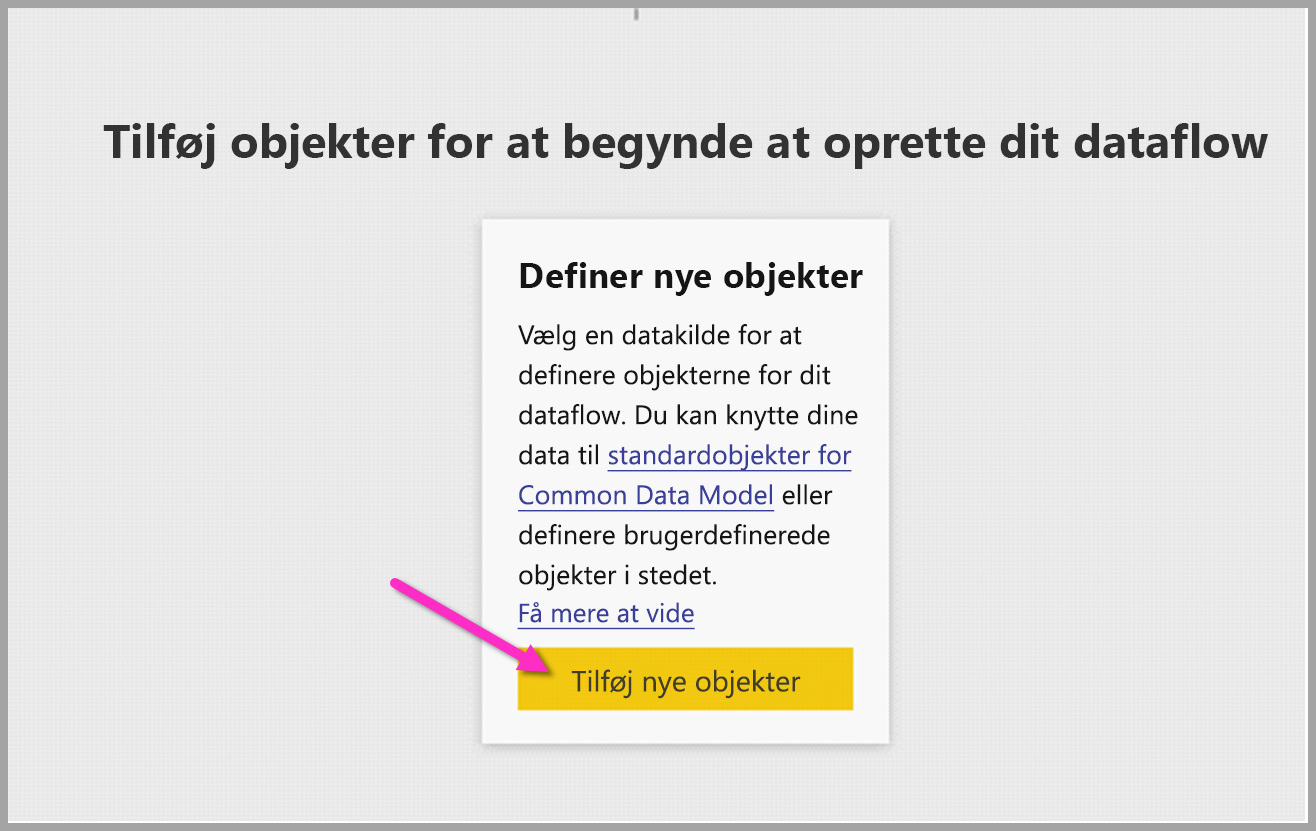 Tilføj objekter for at begynde at oprette dit dataflow
Definer nye objekter
Vælg en datakilde for at
definere objekterne for dit
dataflow. Du kan knytte dine
data til standardobjekter for
Common Data Model eller
definere brugerdefinerede
objekter i stedet.
Få mere at vide
Tilføj nye objekter